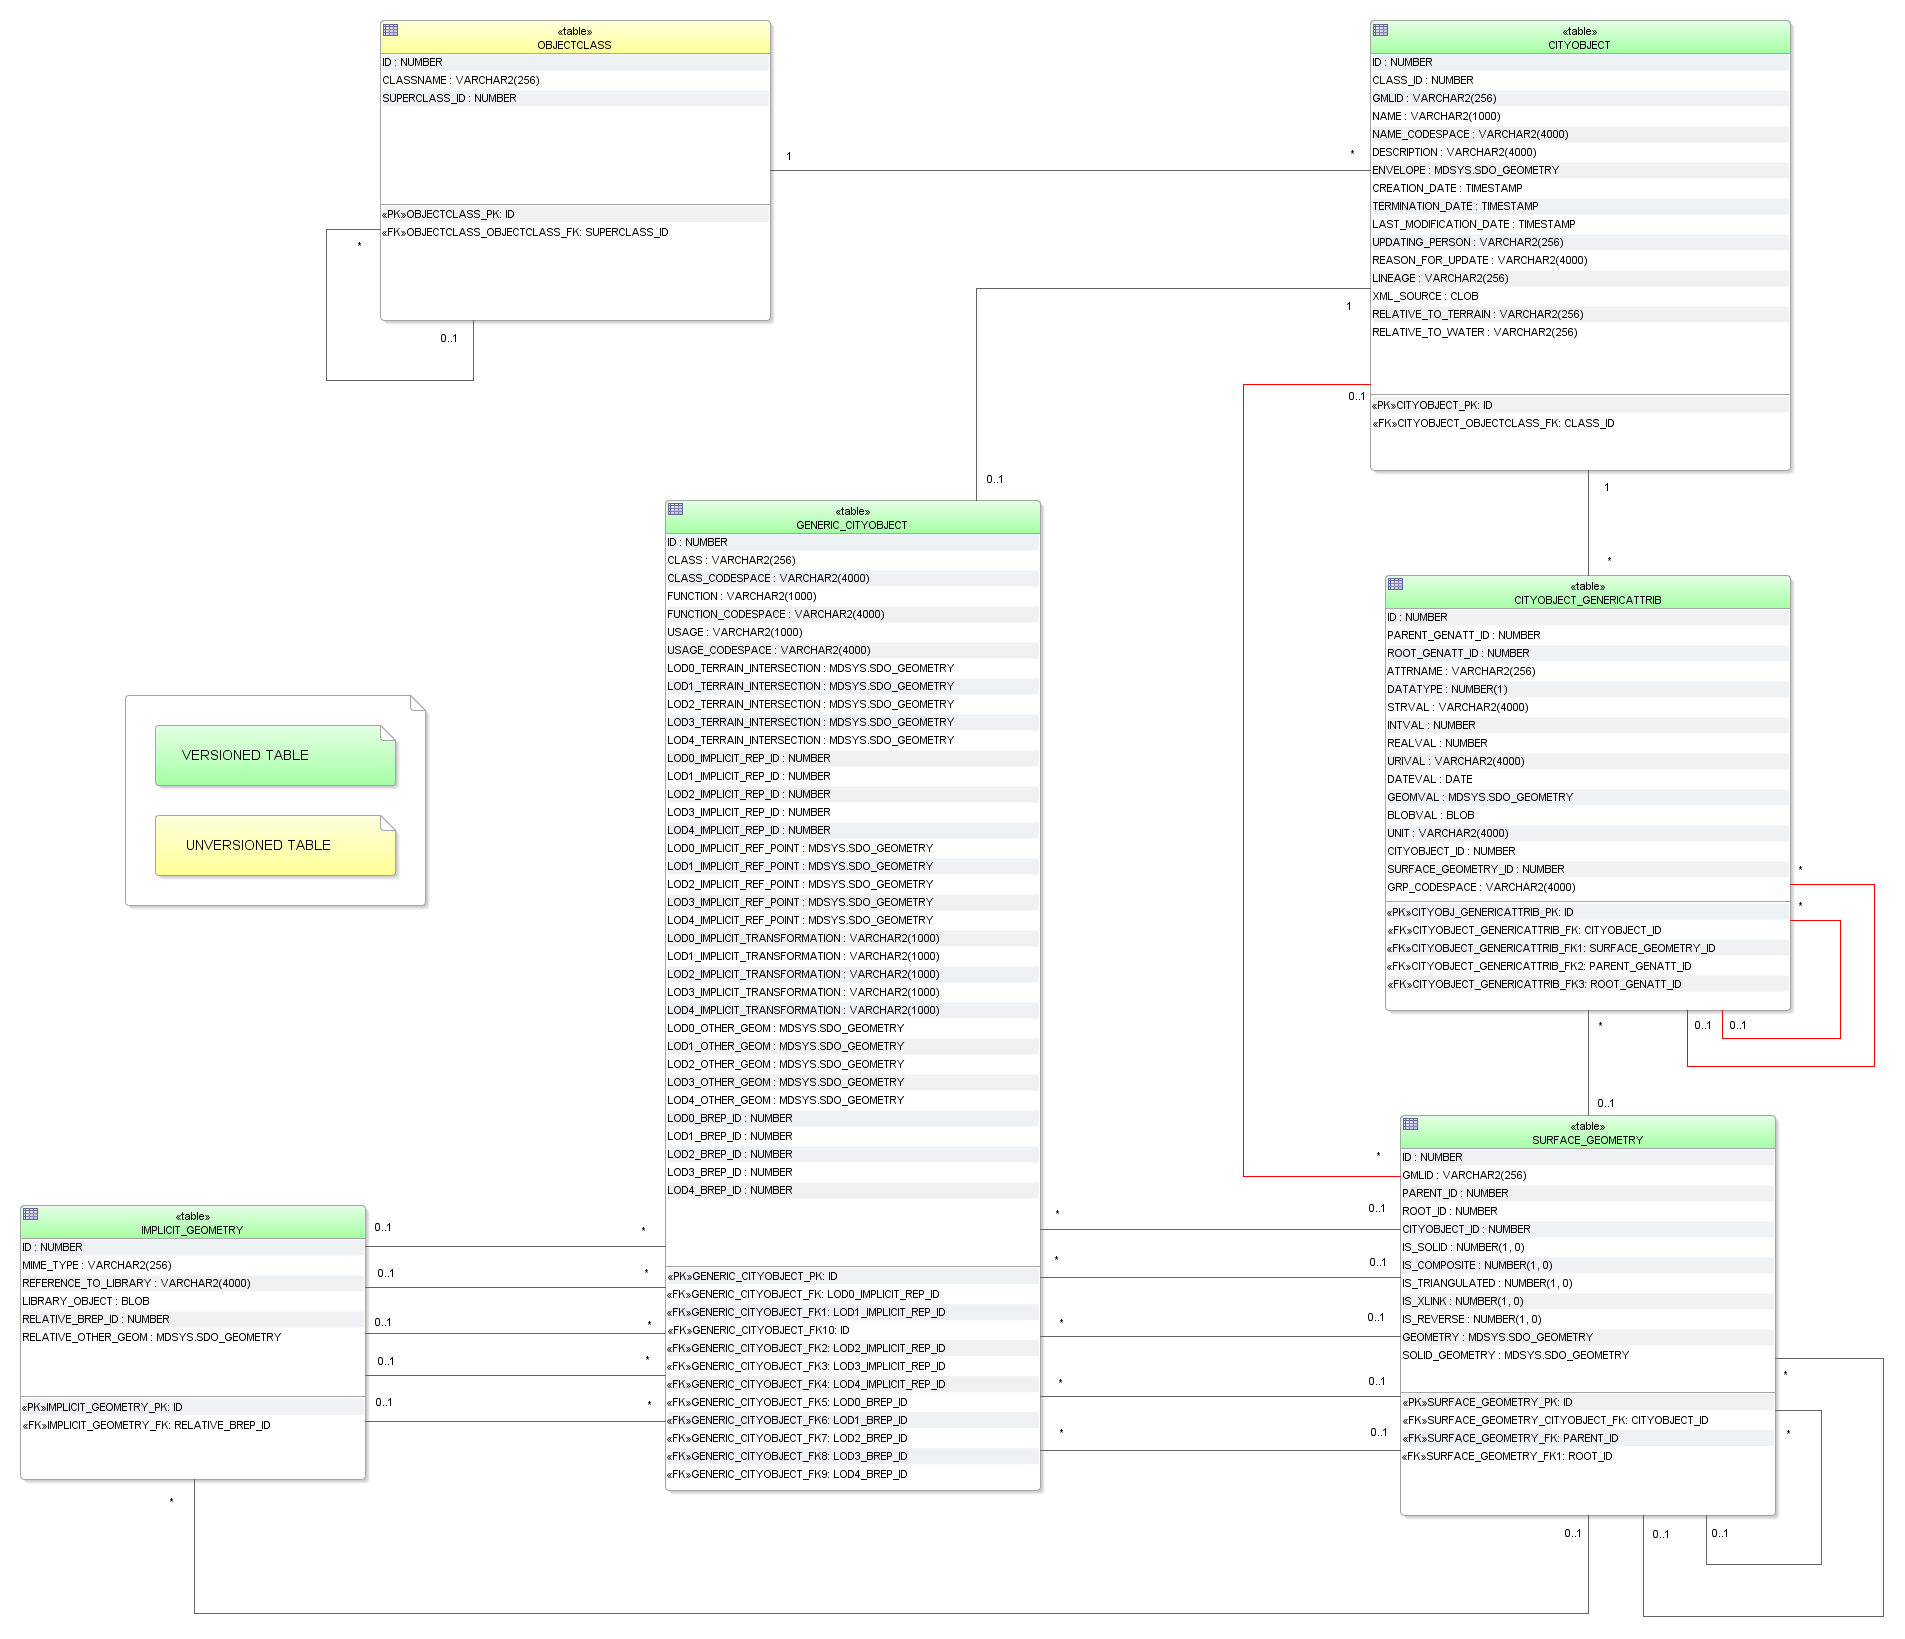 «table»
OBJECTCLASS
ID : NUMBER
CLASSNAME : VARCHAR2(256)
SUPERCLASS_ID : NUMBER
«PK»OBJECTCLASS_PK: ID
«FK»OBJECTCLASS_OBJECTCLASS_FK: SUPERCLASS_ID
*
0..1
1
*
«table»
CITYOBJECT
ID : NUMBER
CLASS_ID : NUMBER
GMLID : VARCHAR2(256)
NAME : VARCHAR2(1000)
NAME_CODESPACE : VARCHAR2(4000)
DESCRIPTION : VARCHAR2(4000)
ENVELOPE : MDSYS.SDO_GEOMETRY
CREATION_DATE : TIMESTAMP
TERMINATION_DATE : TIMESTAMP
LAST_MODIFICATION_DATE : TIMESTAMP
UPDATING_PERSON : VARCHAR2(256)
REASON_FOR_UPDATE : VARCHAR2(4000)
LINEAGE : VARCHAR2(256)
XML_SOURCE : CLOB
RELATIVE_TO_TERRAIN : VARCHAR2(256)
RELATIVE_TO_WATER : VARCHAR2(256)
«PK»CITYOBJECT_PK: ID
«FK»CITYOBJECT_OBJECTCLASS_FK: CLASS_ID
1
0..1
0..1
1
*
«table»
GENERIC_CITYOBJECT
ID : NUMBER
CLASS : VARCHAR2(256)
CLASS_CODESPACE : VARCHAR2(4000)
FUNCTION : VARCHAR2(1000)
FUNCTION_CODESPACE : VARCHAR2(4000)
USAGE : VARCHAR2(1000)
USAGE_CODESPACE : VARCHAR2(4000)
LOD0_TERRAIN_INTERSECTION : MDSYS.SDO_GEOMETRY
LOD1_TERRAIN_INTERSECTION : MDSYS.SDO_GEOMETRY
LOD2_TERRAIN_INTERSECTION : MDSYS.SDO_GEOMETRY
LOD3_TERRAIN_INTERSECTION : MDSYS.SDO_GEOMETRY
LOD4_TERRAIN_INTERSECTION : MDSYS.SDO_GEOMETRY
LOD0_IMPLICIT_REP_ID : NUMBER
LOD1_IMPLICIT_REP_ID : NUMBER
LOD2_IMPLICIT_REP_ID : NUMBER
LOD3_IMPLICIT_REP_ID : NUMBER
LOD4_IMPLICIT_REP_ID : NUMBER
LOD0_IMPLICIT_REF_POINT : MDSYS.SDO_GEOMETRY
LOD1_IMPLICIT_REF_POINT : MDSYS.SDO_GEOMETRY
LOD2_IMPLICIT_REF_POINT : MDSYS.SDO_GEOMETRY
LOD3_IMPLICIT_REF_POINT : MDSYS.SDO_GEOMETRY
LOD4_IMPLICIT_REF_POINT : MDSYS.SDO_GEOMETRY
LOD0_IMPLICIT_TRANSFORMATION : VARCHAR2(1000)
LOD1_IMPLICIT_TRANSFORMATION : VARCHAR2(1000)
LOD2_IMPLICIT_TRANSFORMATION : VARCHAR2(1000)
LOD3_IMPLICIT_TRANSFORMATION : VARCHAR2(1000)
LOD4_IMPLICIT_TRANSFORMATION : VARCHAR2(1000)
LOD0_OTHER_GEOM : MDSYS.SDO_GEOMETRY
LOD1_OTHER_GEOM : MDSYS.SDO_GEOMETRY
LOD2_OTHER_GEOM : MDSYS.SDO_GEOMETRY
LOD3_OTHER_GEOM : MDSYS.SDO_GEOMETRY
LOD4_OTHER_GEOM : MDSYS.SDO_GEOMETRY
LOD0_BREP_ID : NUMBER
LOD1_BREP_ID : NUMBER
LOD2_BREP_ID : NUMBER
LOD3_BREP_ID : NUMBER
LOD4_BREP_ID : NUMBER
«PK»GENERIC_CITYOBJECT_PK: ID
«FK»GENERIC_CITYOBJECT_FK: LOD0_IMPLICIT_REP_ID
«FK»GENERIC_CITYOBJECT_FK1: LOD1_IMPLICIT_REP_ID
«FK»GENERIC_CITYOBJECT_FK10: ID
«FK»GENERIC_CITYOBJECT_FK2: LOD2_IMPLICIT_REP_ID
«FK»GENERIC_CITYOBJECT_FK3: LOD3_IMPLICIT_REP_ID
«FK»GENERIC_CITYOBJECT_FK4: LOD4_IMPLICIT_REP_ID
«FK»GENERIC_CITYOBJECT_FK5: LOD0_BREP_ID
«FK»GENERIC_CITYOBJECT_FK6: LOD1_BREP_ID
«FK»GENERIC_CITYOBJECT_FK7: LOD2_BREP_ID
«FK»GENERIC_CITYOBJECT_FK8: LOD3_BREP_ID
«FK»GENERIC_CITYOBJECT_FK9: LOD4_BREP_ID
«table»
CITYOBJECT_GENERICATTRIB
ID : NUMBER
PARENT_GENATT_ID : NUMBER
ROOT_GENATT_ID : NUMBER
ATTRNAME : VARCHAR2(256)
DATATYPE : NUMBER(1)
STRVAL : VARCHAR2(4000)
INTVAL : NUMBER
REALVAL : NUMBER
URIVAL : VARCHAR2(4000)
DATEVAL : DATE
GEOMVAL : MDSYS.SDO_GEOMETRY
BLOBVAL : BLOB
UNIT : VARCHAR2(4000)
CITYOBJECT_ID : NUMBER
SURFACE_GEOMETRY_ID : NUMBER
GRP_CODESPACE : VARCHAR2(4000)
«PK»CITYOBJ_GENERICATTRIB_PK: ID
«FK»CITYOBJECT_GENERICATTRIB_FK: CITYOBJECT_ID
«FK»CITYOBJECT_GENERICATTRIB_FK1: SURFACE_GEOMETRY_ID
«FK»CITYOBJECT_GENERICATTRIB_FK2: PARENT_GENATT_ID
«FK»CITYOBJECT_GENERICATTRIB_FK3: ROOT_GENATT_ID
*
*
*
0..1
0..1
0..1
VERSIONED TABLE
UNVERSIONED TABLE
«table»
IMPLICIT_GEOMETRY
ID : NUMBER
MIME_TYPE : VARCHAR2(256)
REFERENCE_TO_LIBRARY : VARCHAR2(4000)
LIBRARY_OBJECT : BLOB
RELATIVE_BREP_ID : NUMBER
RELATIVE_OTHER_GEOM : MDSYS.SDO_GEOMETRY
«PK»IMPLICIT_GEOMETRY_PK: ID
«FK»IMPLICIT_GEOMETRY_FK: RELATIVE_BREP_ID
0..1 *
0..1 *
0..1 *
0..1 *
0..1 *
*
«table»
SURFACE_GEOMETRY
ID : NUMBER
GMLID : VARCHAR2(256)
PARENT_ID : NUMBER
ROOT_ID : NUMBER
CITYOBJECT_ID : NUMBER
IS_SOLID : NUMBER(1, 0)
IS_COMPOSITE : NUMBER(1, 0)
IS_TRIANGULATED : NUMBER(1, 0)
IS_XLINK : NUMBER(1, 0)
IS_REVERSE : NUMBER(1, 0)
GEOMETRY : MDSYS.SDO_GEOMETRY
SOLID_GEOMETRY : MDSYS.SDO_GEOMETRY
«PK»SURFACE_GEOMETRY_PK: ID
«FK»SURFACE_GEOMETRY_CITYOBJECT_FK: CITYOBJECT_ID
«FK»SURFACE_GEOMETRY_FK: PARENT_ID
«FK»SURFACE_GEOMETRY_FK1: ROOT_ID
*
* 0..1
* 0..1
* 0..1
* 0..1
* 0..1
*
*
0..1
0..1
0..1